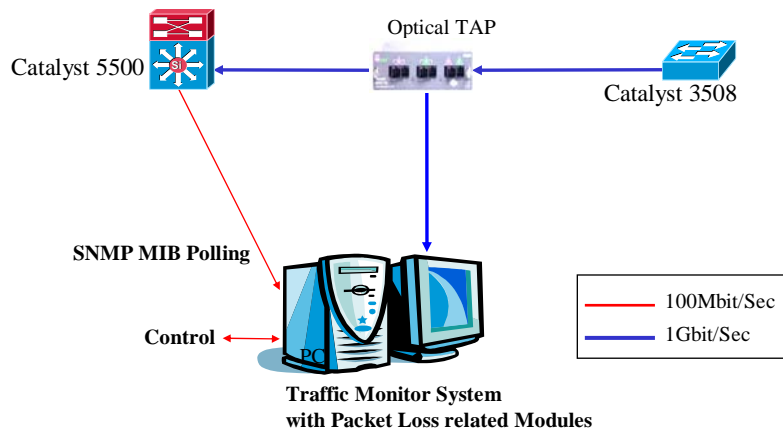 Optical TAP
Si
Catalyst 5500
Catalyst 3508
SNMP MIB Polling
Control
PC
100Mbit/Sec
1Gbit/Sec
Traffic Monitor System
with Packet Loss related Modules